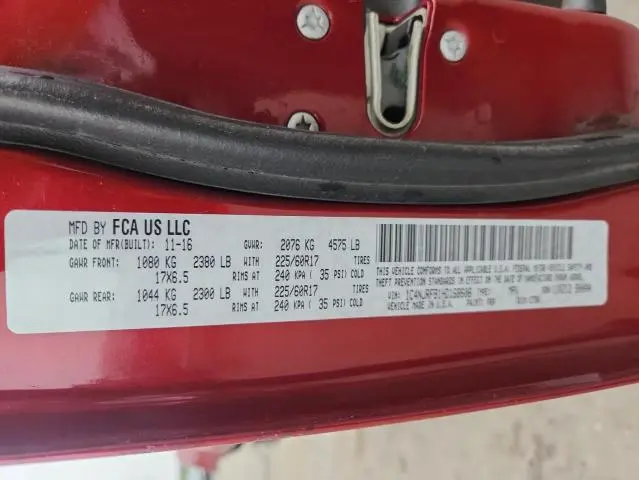 MFD BY FCA US LLC
DATE OF MFR(BUILT): 11-16 GVWR: 2076 KG 4575 LB
GAWR FRONT: 1080 KG 2380 LB WITH 225/60R17 TIRES
17X6.5 RIMS AT 240 KPA ( 35 PSI) COLD
GAWR REAR: 1044 KG 2300 LB WITH 225/60R17 TIRES
17X6.5 RIMS AT 240 KPA ( 35 PSI) COLD
THIS VEHICLE CONFORMS TO ALL APPLICABLE U.S.A. FEDERAL MOTOR VEHICLE SAFETY AND
THEFT PREVENTION STANDARDS IN EFFECT ON THE DATE OF MANUFACTURE SHOWN ABOVE.
VIN: TYPE:
VEHICLE MADE IN U.S.A. PAINT: